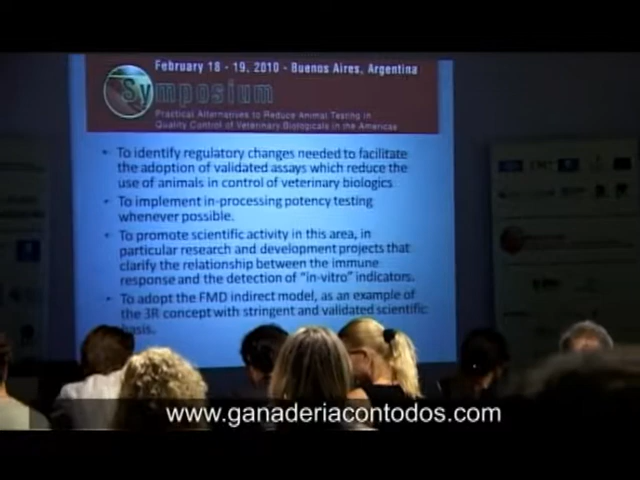 February 18 - 19, 2010 - Buenos Aires, Argentina
Symposium
Practical Alternatives to Reduce Animal Testing in
Quality Control of Veterinary Biologicals in the Americas
• To identify regulatory changes needed to facilitate
the adoption of validated assays which reduce the
use of animals in control of veterinary biologics
• To implement in-processing potency testing
whenever possible.
• To promote scientific activity in this area, in
particular research and development projects that
clarify the relationship between the immune
response and the detection of "in-vitro" indicators.
• To adopt the FMD indirect model, as an example of
the 3R concept with stringent and validated scientific
basis.
www.ganaderiacontodos.com